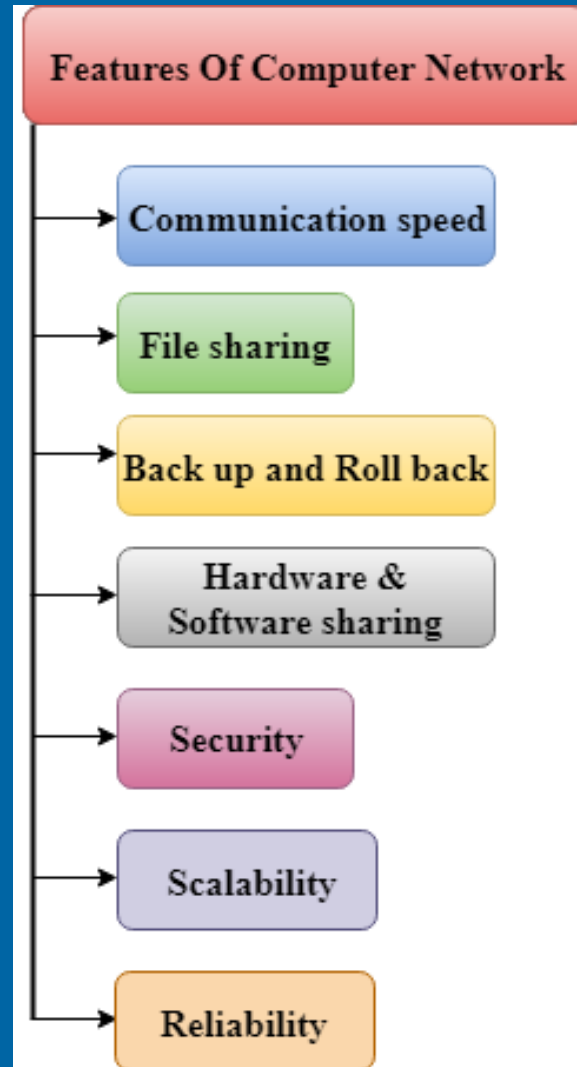 Features Of Computer Network
Communication speed
File sharing
Back up and Roll back
Hardware &
Software sharing
Security
Scalability
Reliability